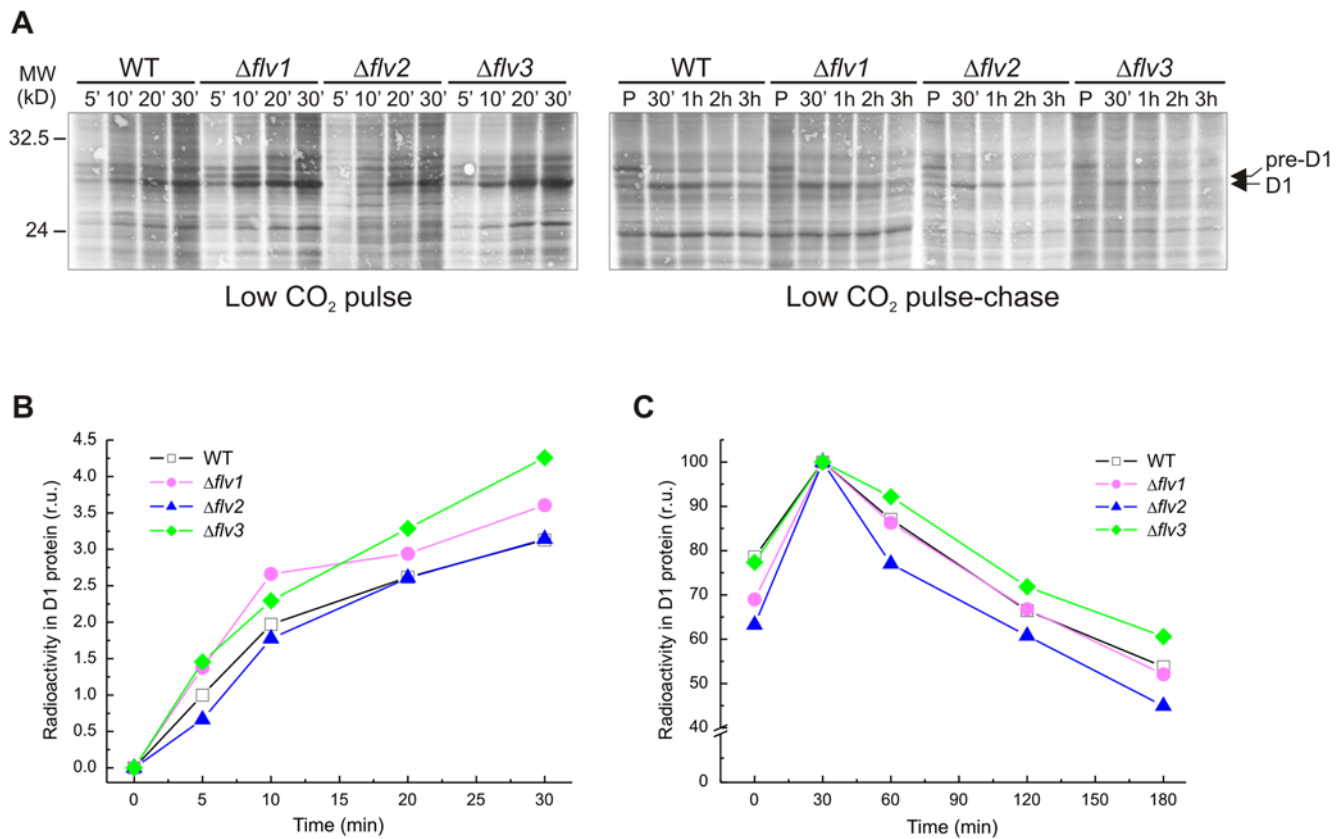 A
MW
(kD)
WT Δflv1 Δflv2 Δflv3
5' 10' 20' 30' 5' 10' 20' 30' 5' 10' 20' 30' 5' 10' 20' 30'
32.5
24
Low CO₂ pulse
WT Δflv1 Δflv2 Δflv3
P 30' 1h 2h 3h P 30' 1h 2h 3h P 30' 1h 2h 3h P 30' 1h 2h 3h
pre-D1
D1
Low CO₂ pulse-chase
B
Radioactivity in D1 protein (r.u.)
4.5
4.0
3.5
3.0
2.5
2.0
1.5
1.0
0.5
0.0
WT
Δflv1
Δflv2
Δflv3
0 5 10 15 20 25 30
Time (min)
C
Radioactivity in D1 protein (r.u.)
100
90
80
70
60
50
40
0
WT
Δflv1
Δflv2
Δflv3
0 30 60 90 120 150 180
Time (min)